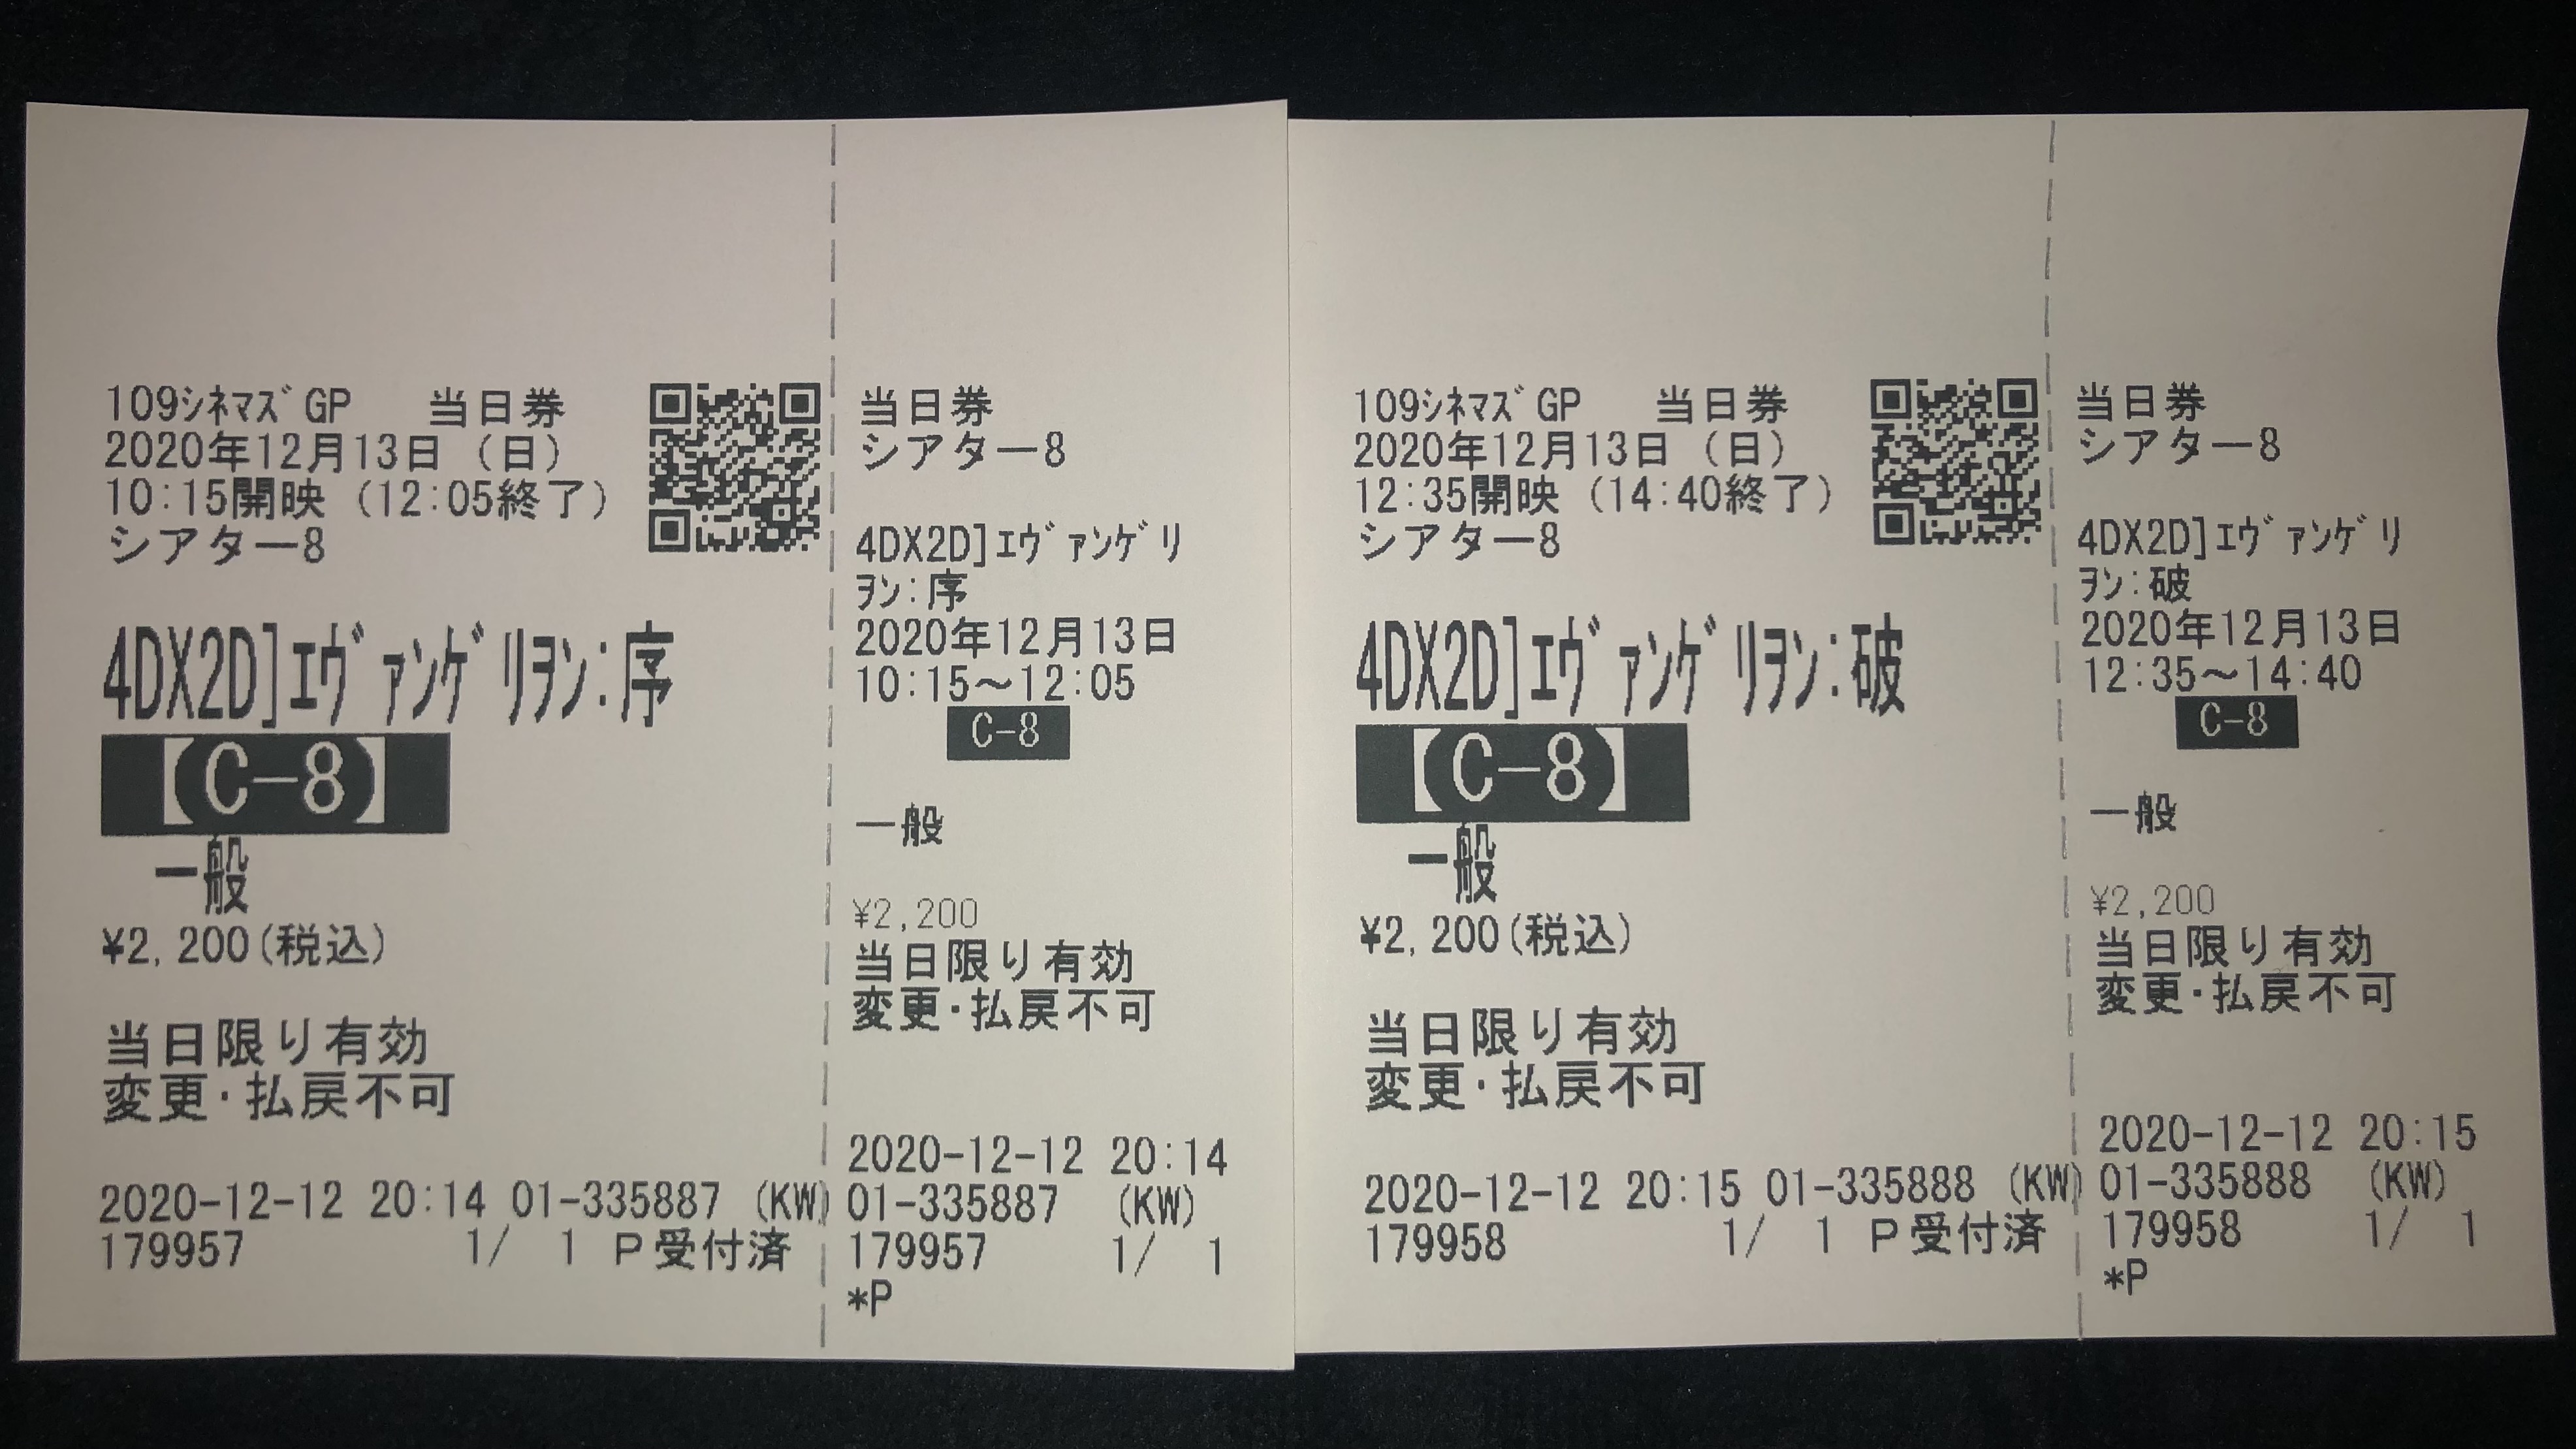 109ｼﾈﾏｽﾞGP 当日券
2020年12月13日（日）
10:15開映（12:05終了）
シアター8
4DX2D]ｴｳﾞｧﾝｹﾞﾘｦﾝ:序
【C-8】
一般
¥2,200(税込)
当日限り有効
変更・払戻不可
2020-12-12 20:14 01-335887 (KW)
179957 1/ 1 P受付済
当日券
シアター8
4DX2D]ｴｳﾞｧﾝｹﾞﾘ
ｦﾝ:序
2020年12月13日
10:15～12:05
C-8
一般
¥2,200
当日限り有効
変更・払戻不可
2020-12-12 20:14
01-335887 (KW)
179957 1/ 1
*P
109ｼﾈﾏｽﾞGP 当日券
2020年12月13日（日）
12:35開映（14:40終了）
シアター8
4DX2D]ｴｳﾞｧﾝｹﾞﾘｦﾝ:破
【C-8】
一般
¥2,200(税込)
当日限り有効
変更・払戻不可
2020-12-12 20:15 01-335888 (KW)
179958 1/ 1 P受付済
当日券
シアター8
4DX2D]ｴｳﾞｧﾝｹﾞﾘ
ｦﾝ:破
2020年12月13日
12:35～14:40
C-8
一般
¥2,200
当日限り有効
変更・払戻不可
2020-12-12 20:15
01-335888 (KW)
179958 1/ 1
*P